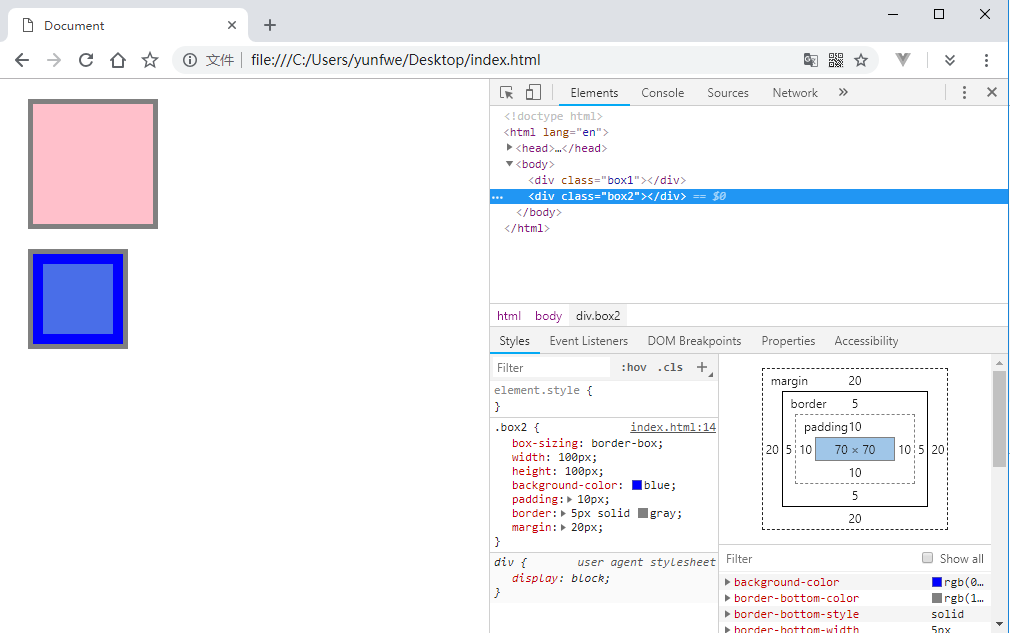 Document
文件 file:///C:/Users/yunfwe/Desktop/index.html
Elements Console Sources Network »
<!doctype html>
<html lang="en">
<head>…</head>
<body>
<div class="box1"></div>
<div class="box2"></div> == $0
</body>
</html>
html body div.box2
Styles Event Listeners DOM Breakpoints Properties Accessibility
Filter :hov .cls +
element.style {
}
.box2 { index.html:14
box-sizing: border-box;
width: 100px;
height: 100px;
background-color: blue;
padding: 10px;
border: 5px solid gray;
margin: 20px;
}
div { user agent stylesheet
display: block;
}
margin 20
border 5
padding10
20 5 10 70 × 70 10 5 20
10
5
20
Filter Show all
background-color rgb(0…
border-bottom-color rgb(1…
border-bottom-style solid
border-bottom-width 5px